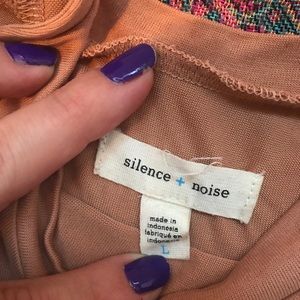 silence + noise
made in
indonesia
fabriqué en
indonésie
L